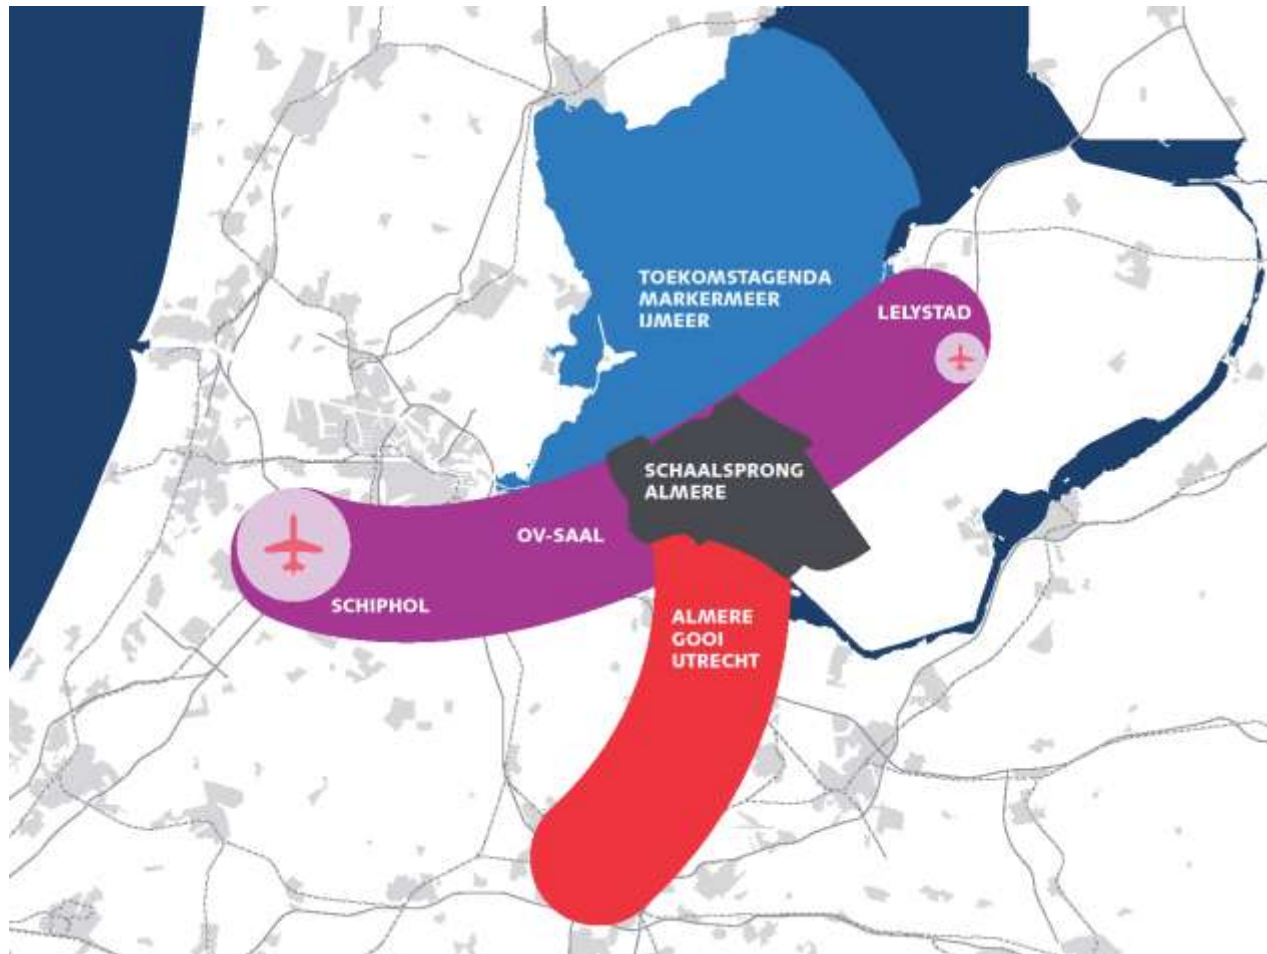 TOEKOMSTAGENDA
MARKERMEER
IJMEER
LELYSTAD
SCHAALSPRONG
ALMERE
OV-SAAL
SCHIPHOL
ALMERE
GOOI
UTRECHT